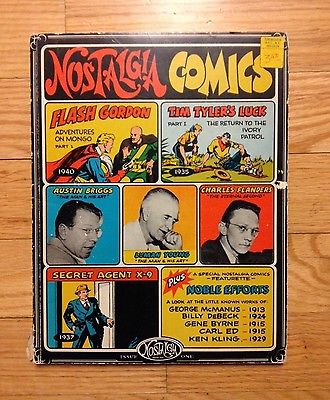 NOSTALGIA COMICS
FLASH GORDON
ADVENTURES
ON MONGO
PART 1
1940
TIM TYLER'S LUCK
PART 1
THE RETURN TO THE
IVORY
PATROL
1935
AUSTIN BRIGGS
"THE MAN & HIS ART"
LYMAN YOUNG
"THE MAN & HIS ART"
CHARLES FLANDERS
"THE ETERNAL SECOND"
SECRET AGENT X-9
1937
PLUS
A SPECIAL NOSTALGIA COMICS
FEATURETTE
NOBLE EFFORTS
A LOOK AT THE LITTLE KNOWN WORKS OF:
GEORGE McMANUS - 1913
BILLY DeBECK - 1924
GENE BYRNE - 1915
CARL ED - 1915
KEN KLING - 1929
ISSUE NOSTALGIA ONE